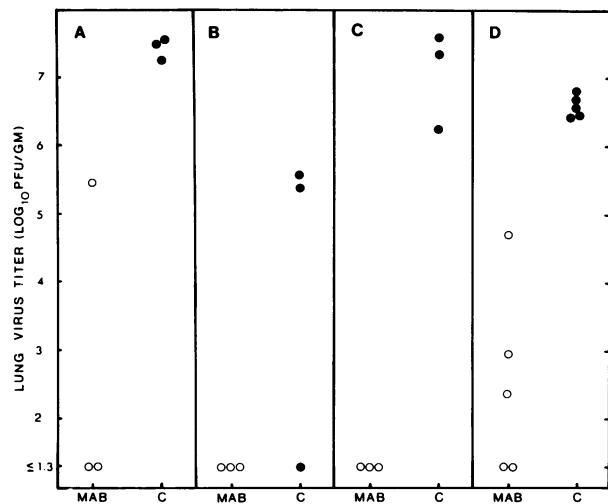 A
B
C
D
LUNG VIRUS TITER (LOG10 PFU/GM)
7
6
5
4
3
2
≤1.3
MAB C MAB C MAB C MAB C